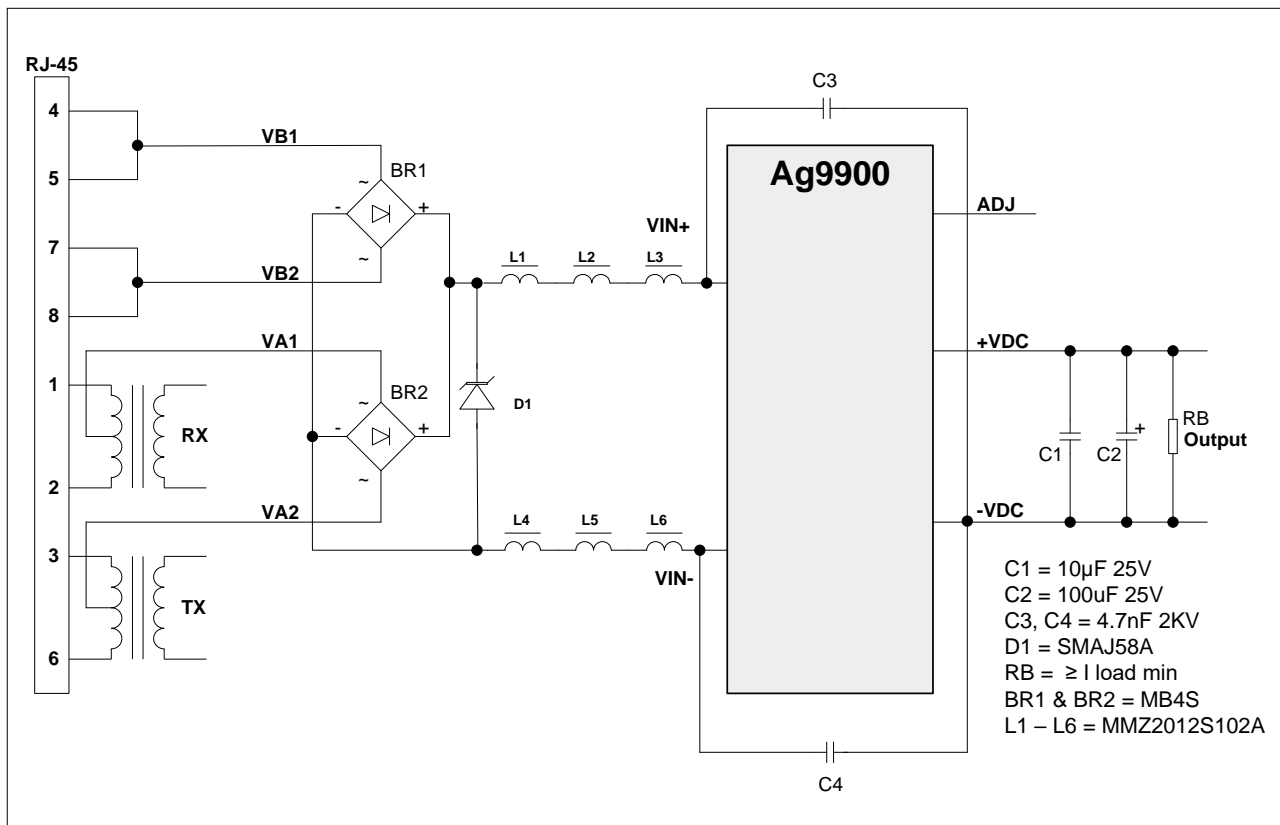 RJ-45
C3
4
VB1
BR1
5
~
Ag9900
-
+
ADJ
VIN+
7
~
L1
L2
L3
VB2
8
VA1
+VDC
1
BR2
~
D1
RX
-
+
RB
Output
C1
C2
+
2
~
VA2
-VDC
L4
L5
L6
3
VIN-
TX
6
C1 = 10µF 25V
C2 = 100uF 25V
C3, C4 = 4.7nF 2KV
D1 = SMAJ58A
RB = ≥ I load min
BR1 & BR2 = MB4S
L1 – L6 = MMZ2012S102A
C4